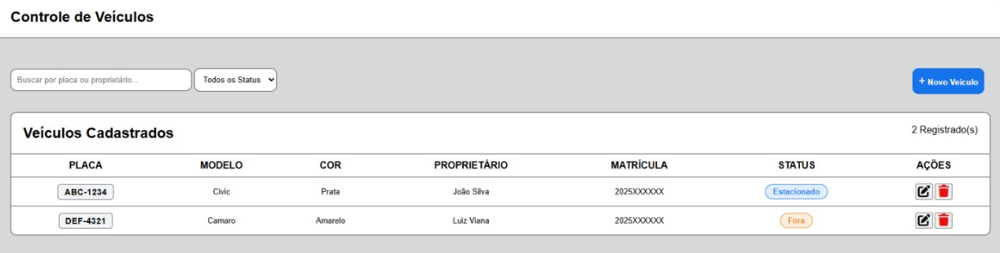 Controle de Veículos
Buscar por placa ou proprietário... Todos os Status + Novo Veículo
Veículos Cadastrados 2 Registrado(s)
PLACA MODELO COR PROPRIETÁRIO MATRÍCULA STATUS AÇÕES
ABC-1234 Civic Prata João Silva 2025XXXXXX Estacionado
DEF-4321 Camaro Amarelo Luiz Viana 2025XXXXXX Fora